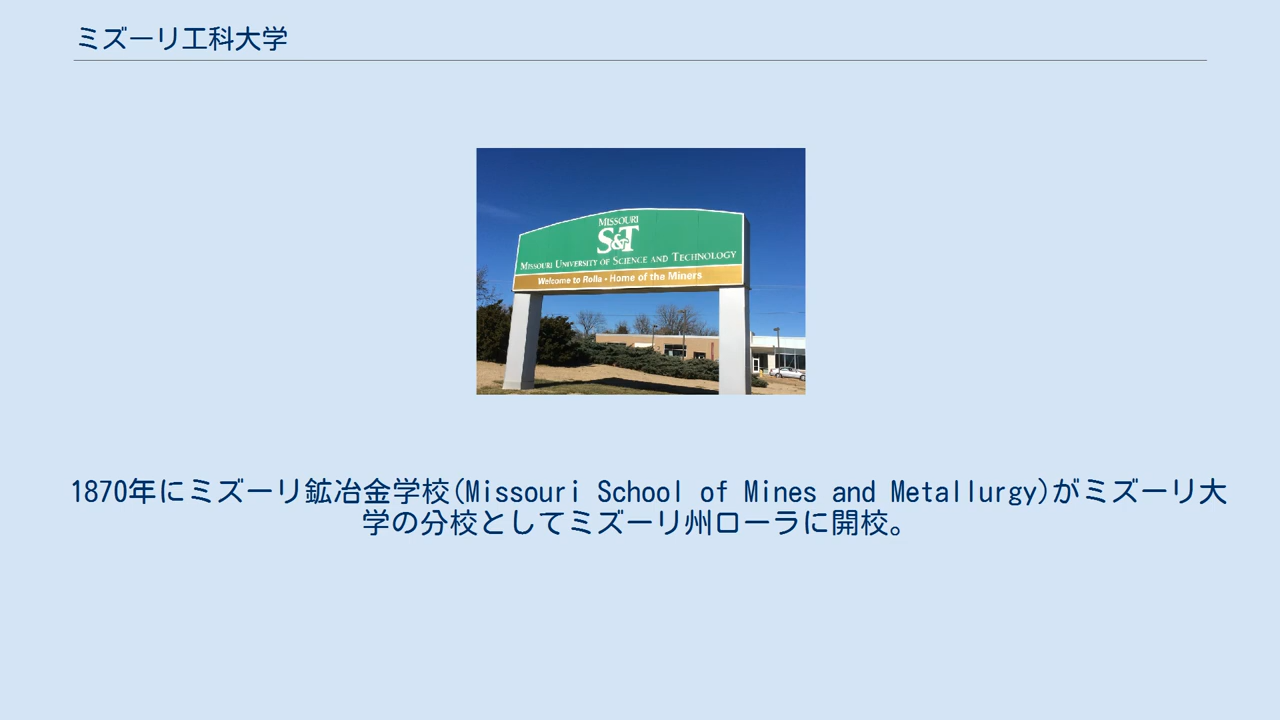 ミズーリ工科大学
MISSOURI
S&T
MISSOURI UNIVERSITY OF SCIENCE AND TECHNOLOGY
Welcome to Rolla - Home of the Miners
1870年にミズーリ鉱冶金学校(Missouri School of Mines and Metallurgy)がミズーリ大
学の分校としてミズーリ州ローラに開校。